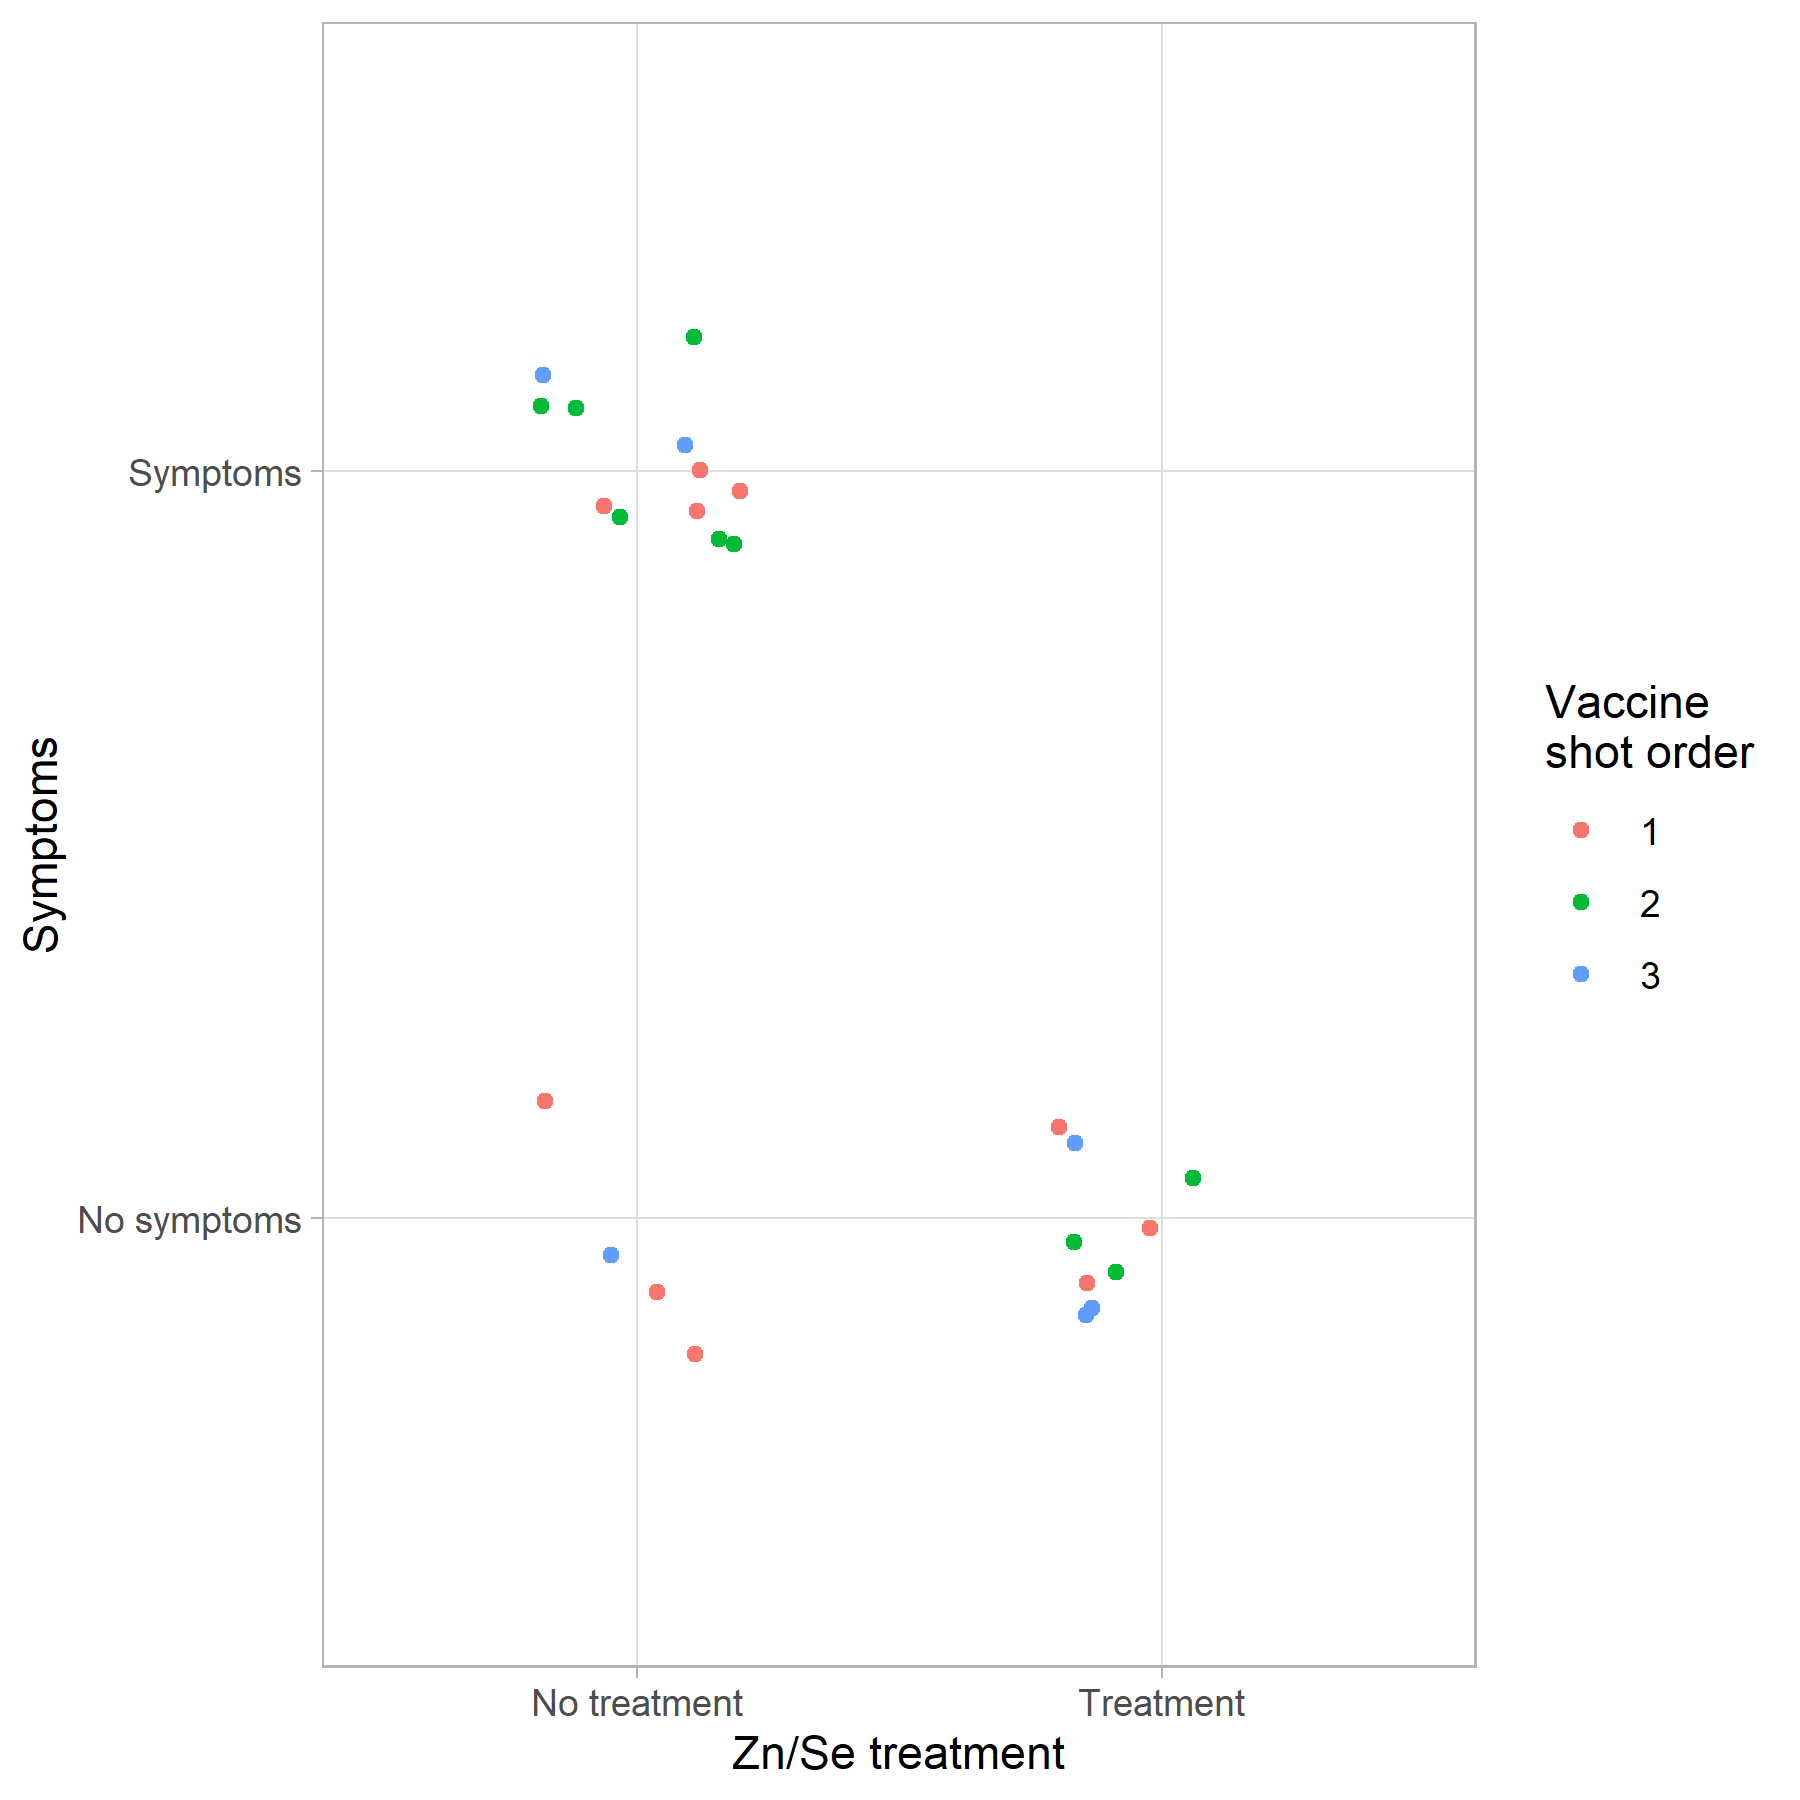 Symptoms
Symptoms
No symptoms
No treatment
Treatment
Zn/Se treatment
Vaccine
shot order
1
2
3